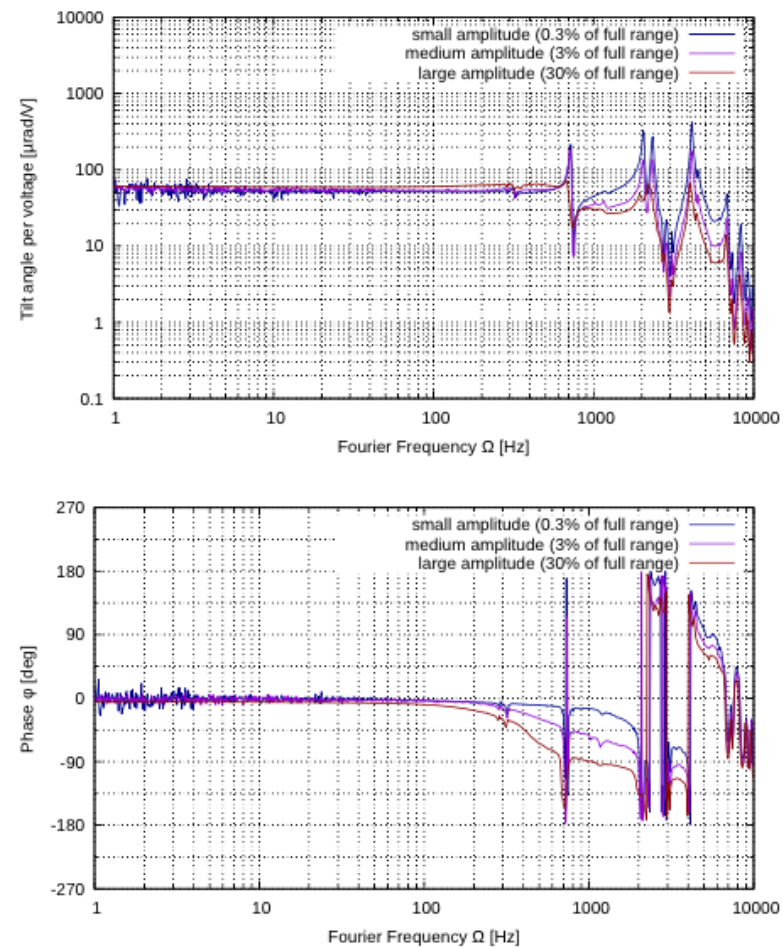 10000
1000
100
10
1
0.1
Tilt angle per voltage [µrad/V]
small amplitude (0.3% of full range)
medium amplitude (3% of full range)
large amplitude (30% of full range)
1 10 100 1000 10000
Fourier Frequency Ω [Hz]
270
180
90
0
-90
-180
-270
Phase φ [deg]
small amplitude (0.3% of full range)
medium amplitude (3% of full range)
large amplitude (30% of full range)
1 10 100 1000 10000
Fourier Frequency Ω [Hz]